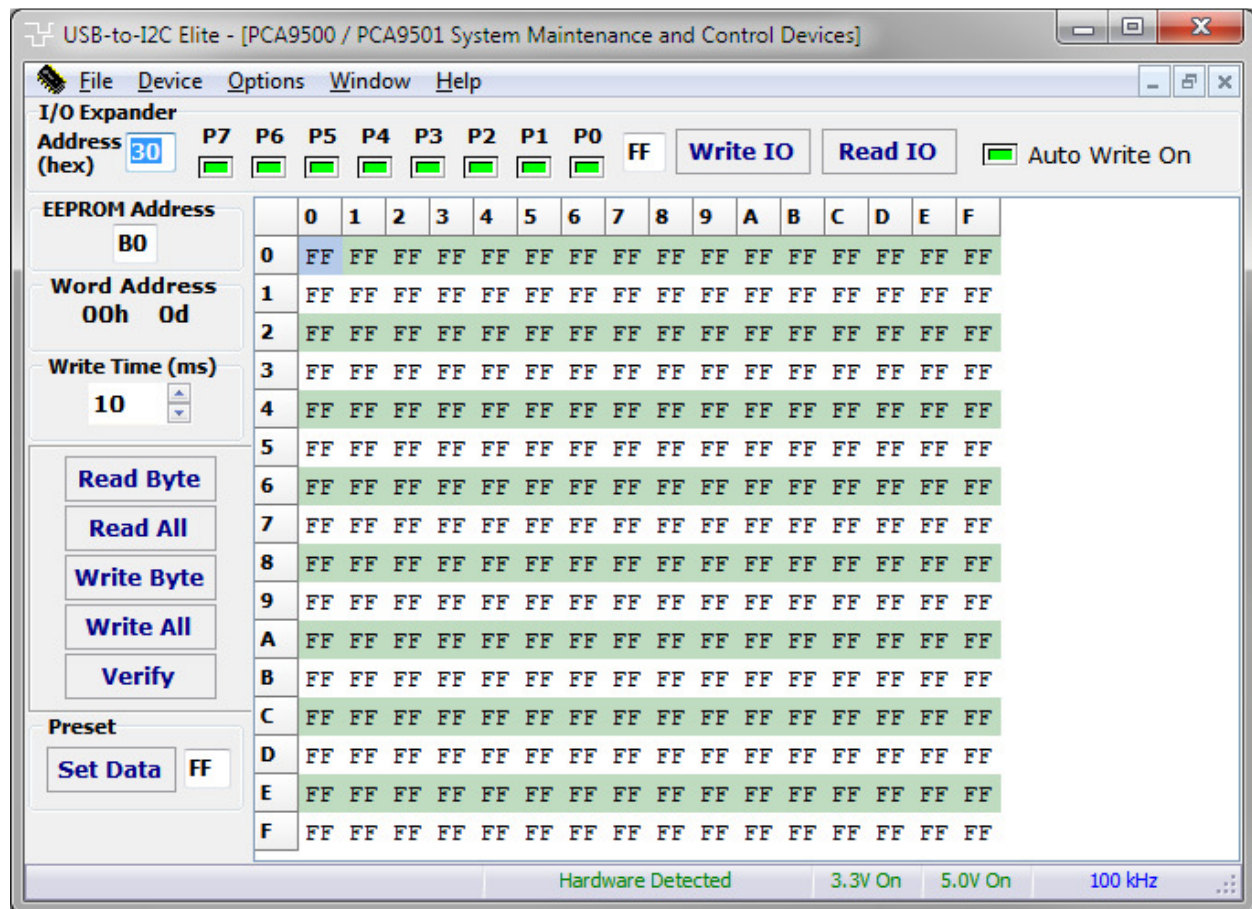 USB-to-I2C Elite - [PCA9500 / PCA9501 System Maintenance and Control Devices]
File Device Options Window Help
I/O Expander
Address (hex) 30 P7 P6 P5 P4 P3 P2 P1 P0 FF Write IO Read IO Auto Write On
EEPROM Address
B0
Word Address
00h 0d
Write Time (ms)
10
Read Byte
Read All
Write Byte
Write All
Verify
Preset
Set Data FF
0 1 2 3 4 5 6 7 8 9 A B C D E F
0 FF FF FF FF FF FF FF FF FF FF FF FF FF FF FF FF
1 FF FF FF FF FF FF FF FF FF FF FF FF FF FF FF FF
2 FF FF FF FF FF FF FF FF FF FF FF FF FF FF FF FF
3 FF FF FF FF FF FF FF FF FF FF FF FF FF FF FF FF
4 FF FF FF FF FF FF FF FF FF FF FF FF FF FF FF FF
5 FF FF FF FF FF FF FF FF FF FF FF FF FF FF FF FF
6 FF FF FF FF FF FF FF FF FF FF FF FF FF FF FF FF
7 FF FF FF FF FF FF FF FF FF FF FF FF FF FF FF FF
8 FF FF FF FF FF FF FF FF FF FF FF FF FF FF FF FF
9 FF FF FF FF FF FF FF FF FF FF FF FF FF FF FF FF
A FF FF FF FF FF FF FF FF FF FF FF FF FF FF FF FF
B FF FF FF FF FF FF FF FF FF FF FF FF FF FF FF FF
C FF FF FF FF FF FF FF FF FF FF FF FF FF FF FF FF
D FF FF FF FF FF FF FF FF FF FF FF FF FF FF FF FF
E FF FF FF FF FF FF FF FF FF FF FF FF FF FF FF FF
F FF FF FF FF FF FF FF FF FF FF FF FF FF FF FF FF
Hardware Detected 3.3V On 5.0V On 100 kHz